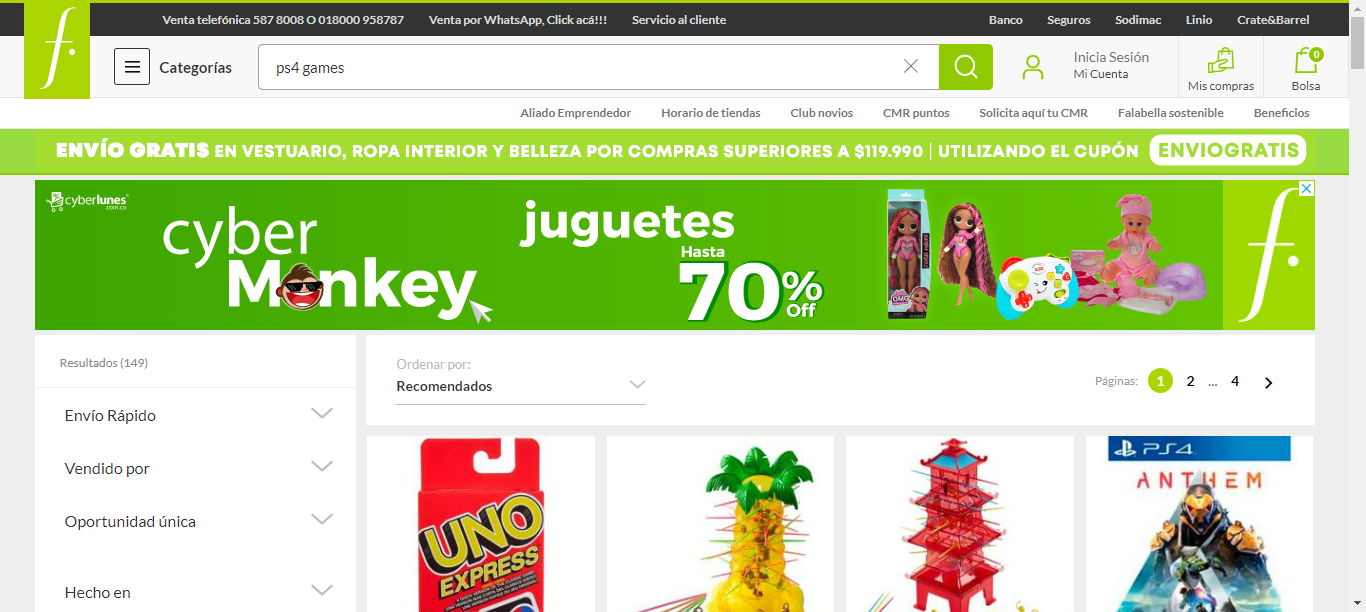 Venta telefónica 587 8008 O 018000 958787 Venta por WhatsApp, Click acá!!! Servicio al cliente Banco Seguros Sodimac Linio Crate&Barrel
f.
Categorías ps4 games Inicia Sesión
Mi Cuenta
Mis compras
0
Bolsa
Aliado Emprendedor Horario de tiendas Club novios CMR puntos Solicita aquí tu CMR Falabella sostenible Beneficios
ENVÍO GRATIS EN VESTUARIO, ROPA INTERIOR Y BELLEZA POR COMPRAS SUPERIORES A $119.990 | UTILIZANDO EL CUPÓN ENVIOGRATIS
cyberlunes
.com.co
cyber
Monkey
juguetes
Hasta
70% Off
f.
Resultados (149)
Envío Rápido
Vendido por
Oportunidad única
Hecho en
Ordenar por:
Recomendados
Páginas: 1 2 ... 4
UNO
EXPRESS
PS4
ANTHEM